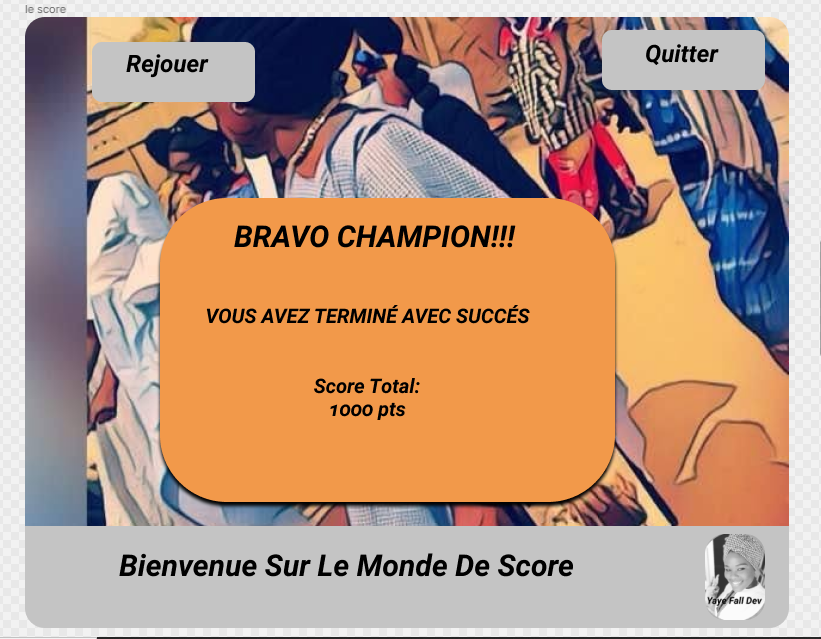 le score
Rejouer
Quitter
BRAVO CHAMPION!!!
VOUS AVEZ TERMINÉ AVEC SUCCÉS
Score Total:
1000 pts
Bienvenue Sur Le Monde De Score
Yaye Fall Dev